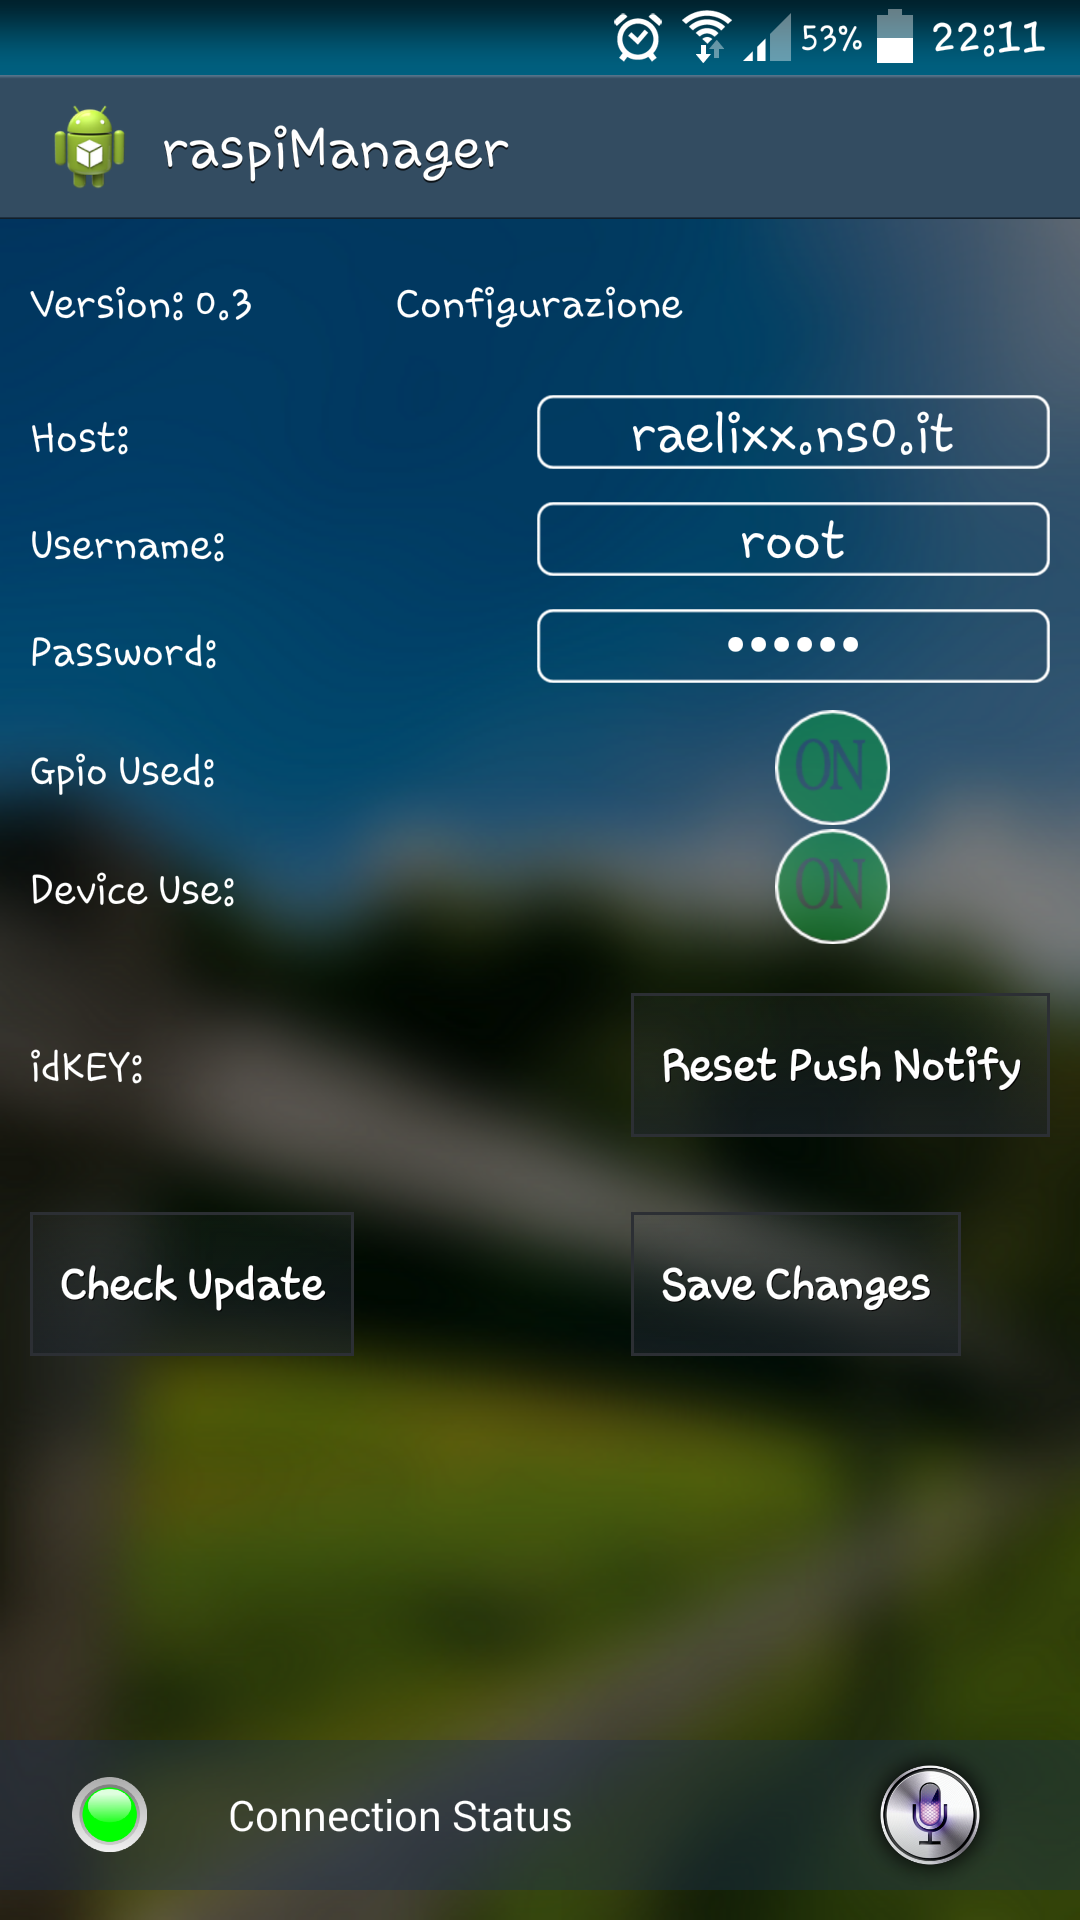 53% 22:11
raspiManager
Version: 0.3 Configurazione
Host: raelixx.ns0.it
Username: root
Password: ••••••
Gpio Used: ON
Device Use: ON
idKEY: Reset Push Notify
Check Update Save Changes
Connection Status